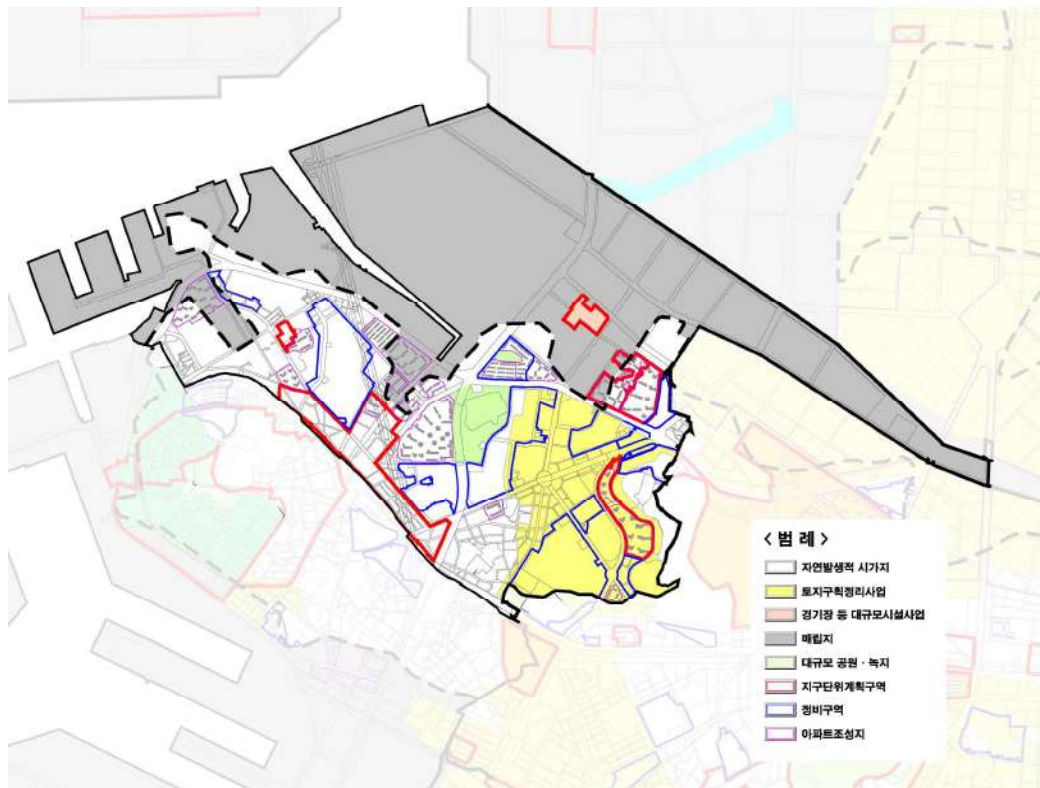 < 범 례 >
자연발생적 시가지
토지구획정리사업
경기장 등 대규모시설사업
매립지
대규모 공원 · 녹지
지구단위계획구역
정비구역
아파트조성지